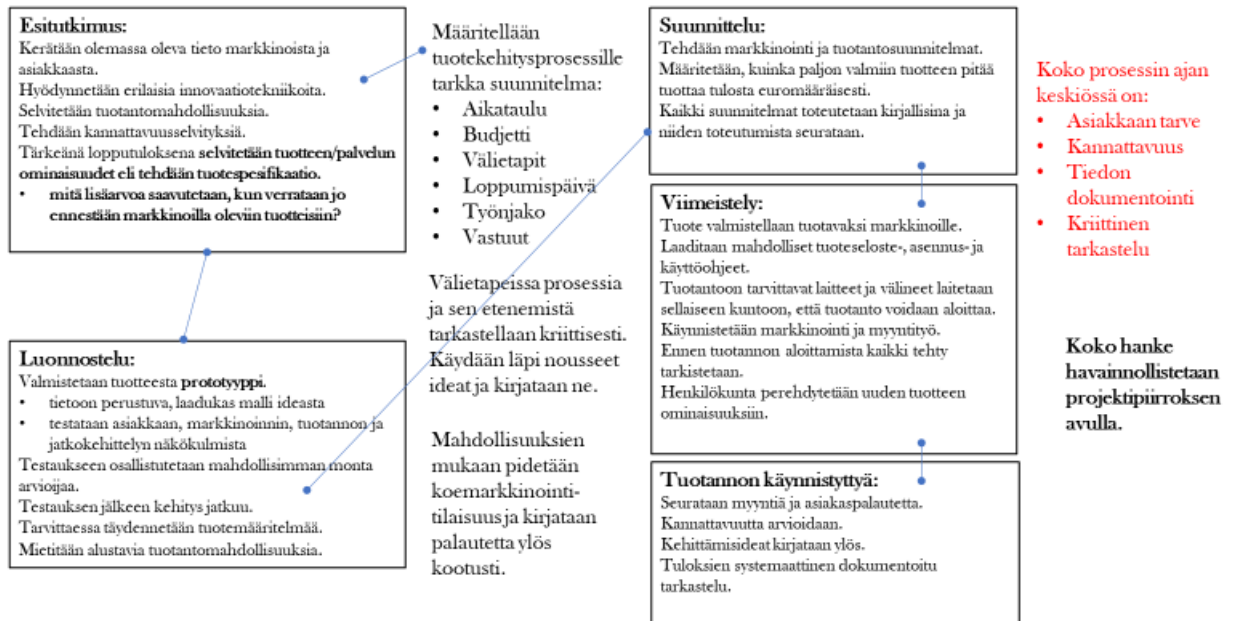 Esitutkimus:
Kerätään olemassa oleva tieto markkinoista ja
asiakkaasta.
Hyödynnetään erilaisia innovaatiotekniikoita.
Selvitetään tuotantomahdollisuuksia.
Tehdään kannattavuusselvityksiä.
Tärkeänä lopputuloksena selvitetään tuotteen/palvelun
ominaisuudet eli tehdään tuotespesifikaatio.
• mitä lisäarvoa saavutetaan, kun verrataan jo
ennestään markkinoilla oleviin tuotteisiin?
Luonnostelu:
Valmistetaan tuotteesta prototyyppi.
• tietoon perustuva, laadukas malli ideasta
• testataan asiakkaan, markkinoinnin, tuotannon ja
jatkokehittelyn näkökulmista
Testaukseen osallistutetaan mahdollisimman monta
arvioijaa.
Testauksen jälkeen kehitys jatkuu.
Tarvittaessa täydennetään tuotemääritelmää.
Mietitään alustavia tuotantomahdollisuuksia.
Määritellään
tuotekehitysprosessille
tarkka suunnitelma:
• Aikataulu
• Budjetti
• Välietapit
• Loppumispäivä
• Työnjako
• Vastuut
Välietapeissa prosessia
ja sen etenemistä
tarkastellaan kriittisesti.
Käydään läpi nousseet
ideat ja kirjataan ne.
Mahdollisuuksien
mukaan pidetään
koemarkkinointi-
tilaisuus ja kirjataan
palautetta ylös
kootusti.
Suunnittelu:
Tehdään markkinointi ja tuotantosuunnitelmat.
Määritetään, kuinka paljon valmiin tuotteen pitää
tuottaa tulosta euromääräisesti.
Kaikki suunnitelmat toteutetaan kirjallisina ja
niiden toteutumista seurataan.
Viimeistely:
Tuote valmistellaan tuotavaksi markkinoille.
Laaditaan mahdolliset tuoteseloste-, asennus- ja
käyttöohjeet.
Tuotantoon tarvittavat laitteet ja välineet laitetaan
sellaiseen kuntoon, että tuotanto voidaan aloittaa.
Käynnistetään markkinointi ja myyntityö.
Ennen tuotannon aloittamista kaikki tehty
tarkistetaan.
Henkilökunta perehdytetään uuden tuotteen
ominaisuuksiin.
Tuotannon käynnistyttyä:
Seurataan myyntiä ja asiakaspalautetta.
Kannattavuutta arvioidaan.
Kehittämisideat kirjataan ylös.
Tuloksien systemaattinen dokumentoitu
tarkastelu.
Koko prosessin ajan
keskiössä on:
• Asiakkaan tarve
• Kannattavuus
• Tiedon
dokumentointi
• Kriittinen
tarkastelu
Koko hanke
havainnollistetaan
projektipiirroksen
avulla.